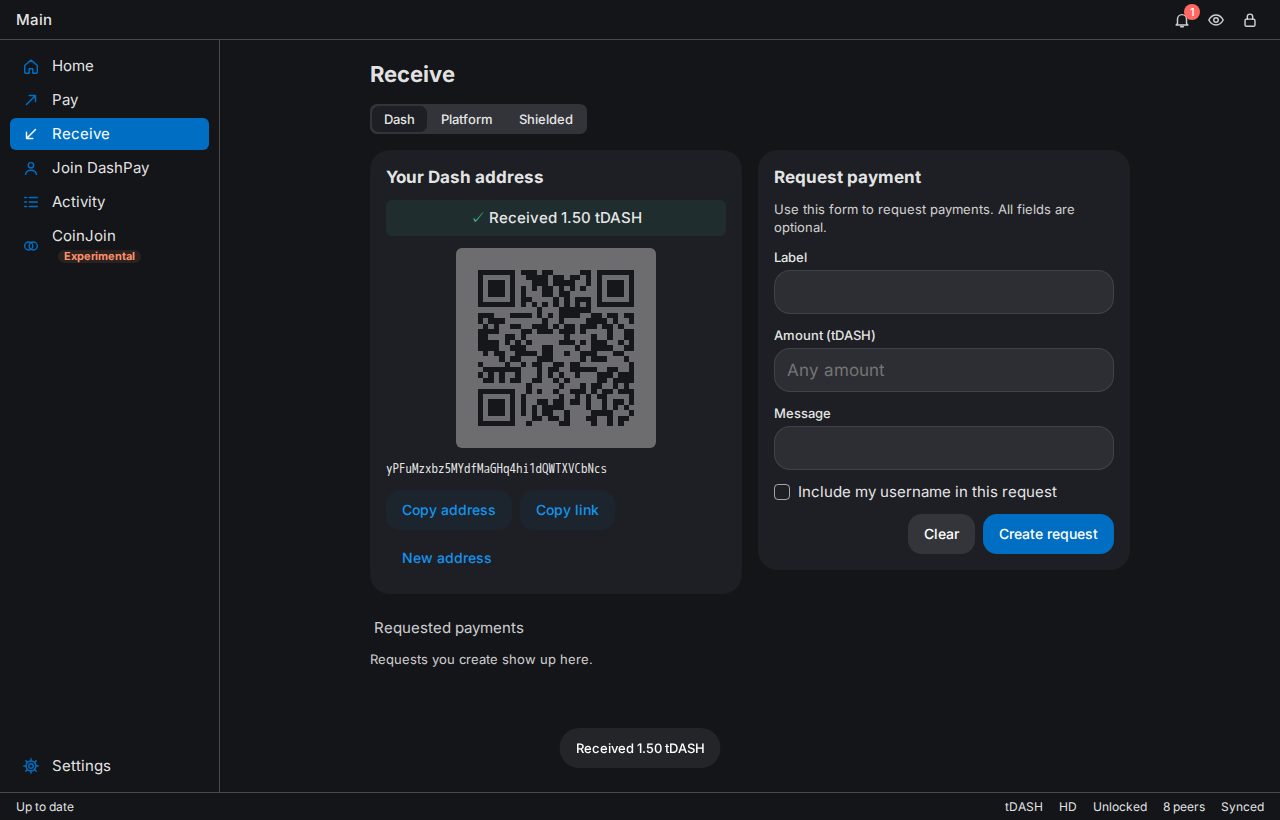 Main
1
Home
Pay
Receive
Join DashPay
Activity
CoinJoin
Experimental
Settings
Receive
Dash
Platform
Shielded
Your Dash address
✓ Received 1.50 tDASH
yPFuMzxbz5MYdfMaGHq4hi1dQWTXVCbNcs
Copy address
Copy link
New address
Request payment
Use this form to request payments. All fields are
optional.
Label
Amount (tDASH)
Any amount
Message
Include my username in this request
Clear
Create request
Requested payments
Requests you create show up here.
Received 1.50 tDASH
Up to date
tDASH
HD
Unlocked
8 peers
Synced